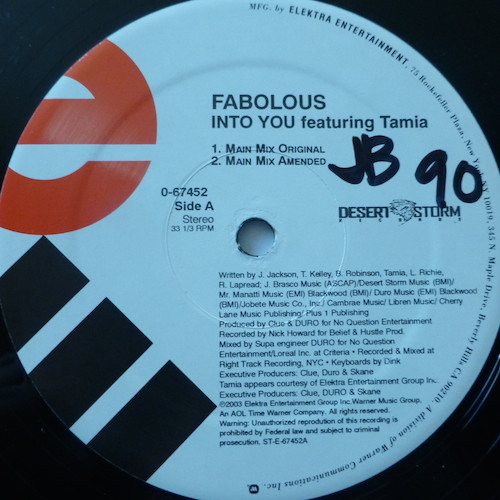 MFG. by ELEKTRA ENTERTAINMENT, 75 Rockefeller Plaza, New York, NY 10019, 345 N. Maple Drive, Beverly Hills CA 90210. A division of Warner Communications Inc.
FABOLOUS
INTO YOU featuring Tamia
1. MAIN MIX ORIGINAL
2. MAIN MIX AMENDED
JB 90
0-67452
Side A
Stereo
33 1/3 RPM
DESERT STORM
RECORDS
Written by J. Jackson, T. Kelley, B. Robinson, Tamia, L. Richie,
R. Lapread; J. Brasco Music (ASCAP)/Desert Storm Music (BMI)/
Mr. Manatti Music (EMI) Blackwood (BMI)/ Duro Music (EMI) Blackwood
(BMI)/Jobete Music Co., Inc./ Cambrae Music/ Libren Music/ Cherry
Lane Music Publishing/ Plus 1 Publishing
Produced by Clue & DURO for No Question Entertainment
Recorded by Nick Howard for Belief & Hustle Prod.
Mixed by Supa engineer DURO for No Question
Entertainment/Loreal Inc. at Criteria • Recorded & Mixed at
Right Track Recording, NYC • Keyboards by Dink
Executive Producers: Clue, Duro & Skane
Tamia appears courtesy of Elektra Entertainment Group Inc.
Executive Producers: Clue, DURO & Skane
©2003 Elektra Entertainment Group Inc.Warner Music Group,
An AOL Time Warner Company. All rights reserved.
Warning: Unauthorized reprodution of this recording is
prohibited by Federal law and subject to criminal
prosecution. ST-E-67452A